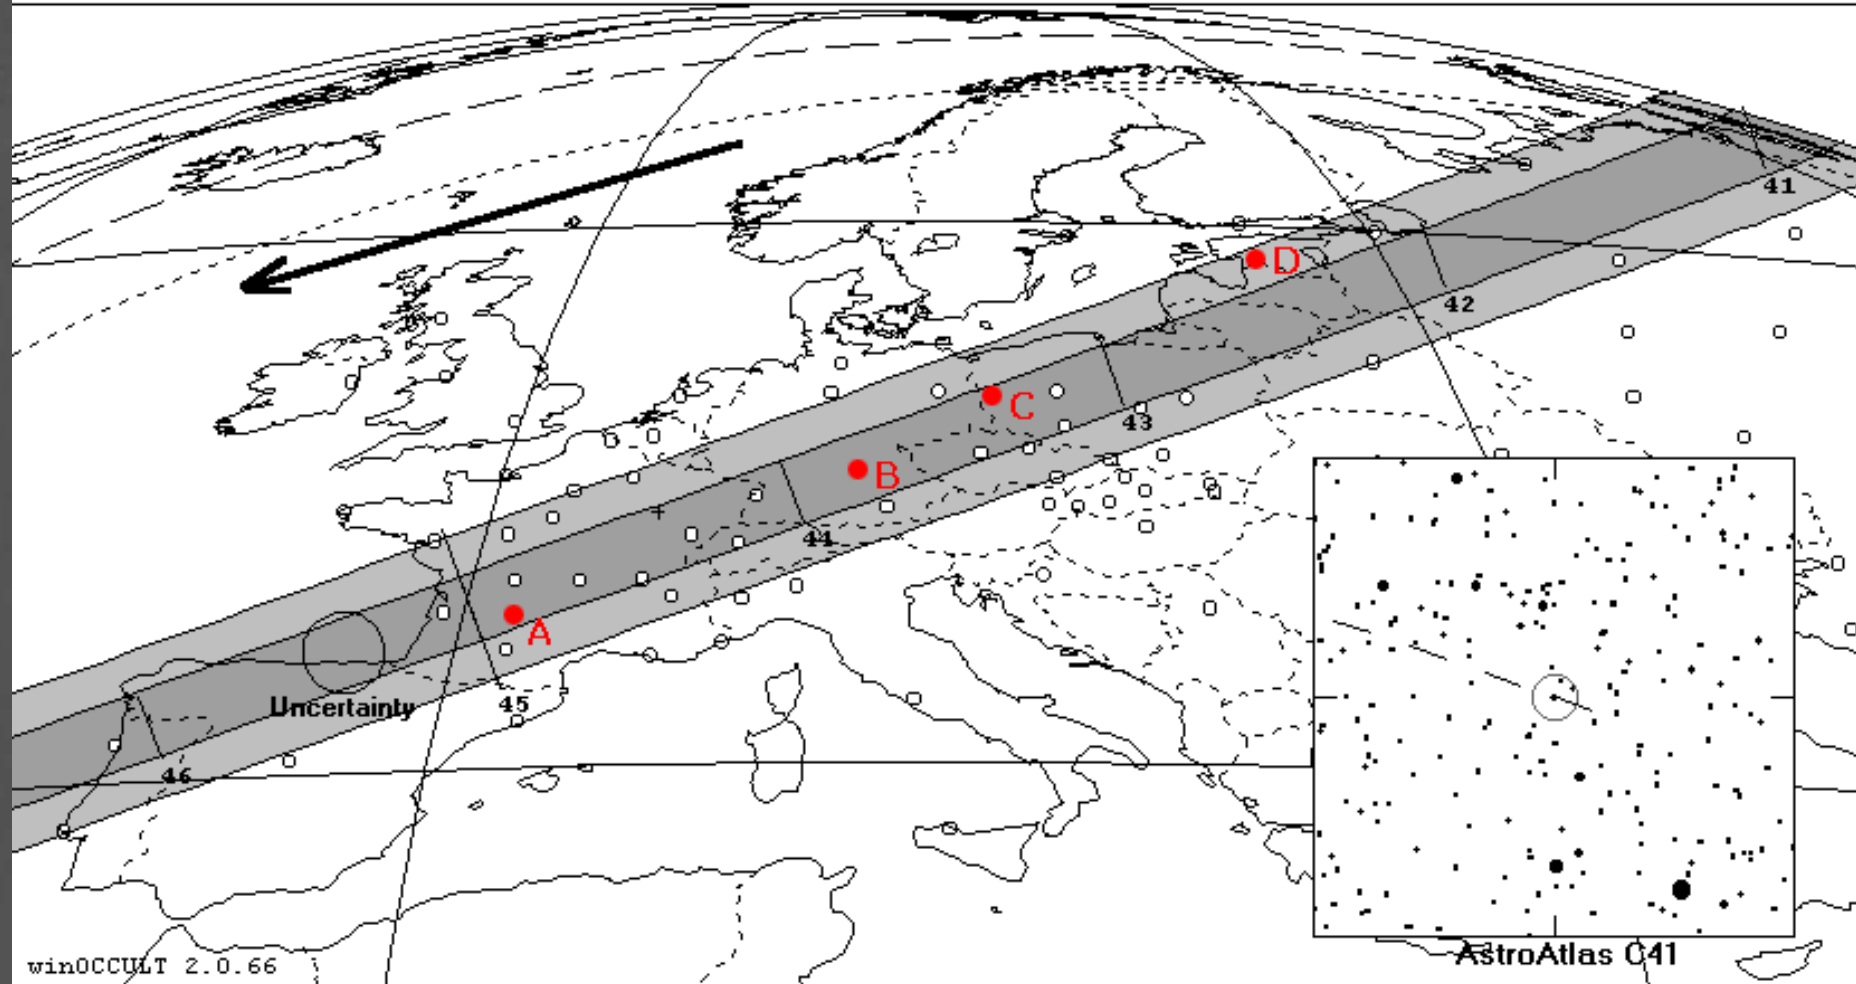 41
D
42
C
43
B
44
A
Uncertainty
45
46
winOCCULT 2.0.66
AstroAtlas C41